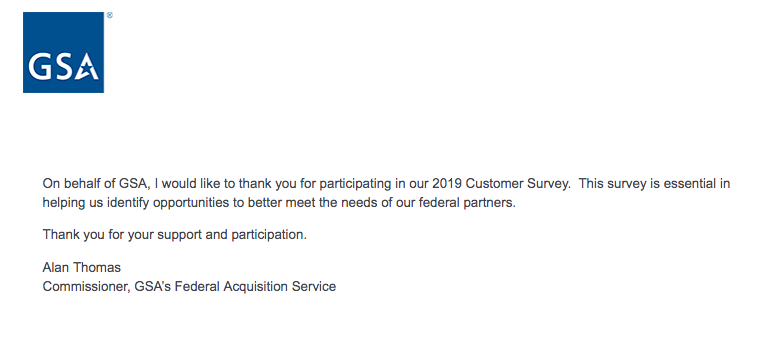 GSA
®
On behalf of GSA, I would like to thank you for participating in our 2019 Customer Survey.  This survey is essential in
helping us identify opportunities to better meet the needs of our federal partners.
Thank you for your support and participation.
Alan Thomas
Commissioner, GSA’s Federal Acquisition Service